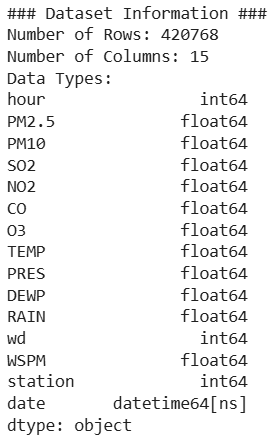 ### Dataset Information ###
Number of Rows: 420768
Number of Columns: 15
Data Types:
hour int64
PM2.5 float64
PM10 float64
SO2 float64
NO2 float64
CO float64
O3 float64
TEMP float64
PRES float64
DEWP float64
RAIN float64
wd int64
WSPM float64
station int64
date datetime64[ns]
dtype: object